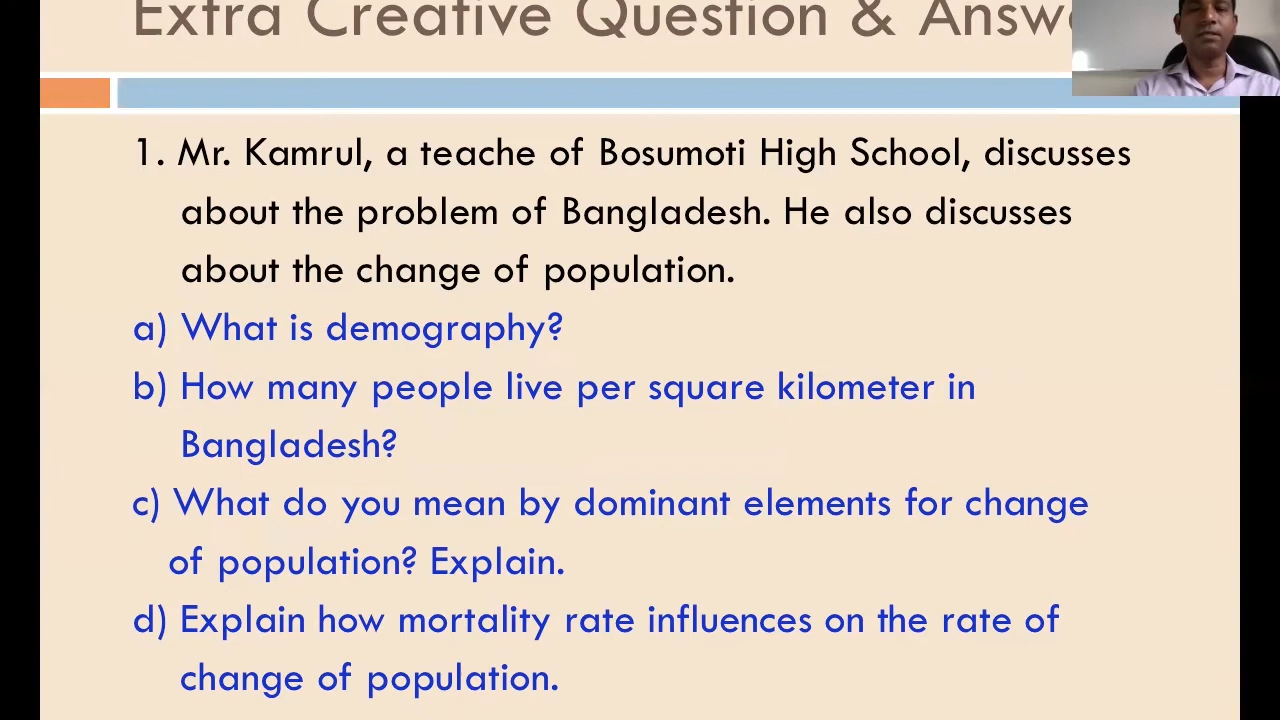 Extra Creative Question & Answ
1. Mr. Kamrul, a teache of Bosumoti High School, discusses
about the problem of Bangladesh. He also discusses
about the change of population.
a) What is demography?
b) How many people live per square kilometer in
Bangladesh?
c) What do you mean by dominant elements for change
of population? Explain.
d) Explain how mortality rate influences on the rate of
change of population.